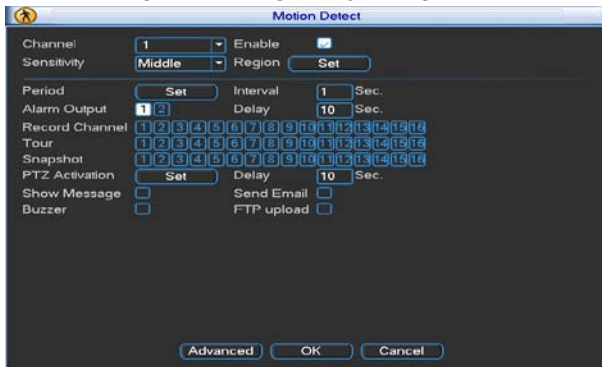 Motion Detect
Channel 1 Enable
Sensitivity Middle Region Set
Period Set Interval 1 Sec.
Alarm Output 1 2 Delay 10 Sec.
Record Channel 1 2 3 4 5 6 7 8 9 10 11 12 13 14 15 16
Tour 1 2 3 4 5 6 7 8 9 10 11 12 13 14 15 16
Snapshot 1 2 3 4 5 6 7 8 9 10 11 12 13 14 15 16
PTZ Activation Set Delay 10 Sec.
Show Message Send Email
Buzzer FTP upload
Advanced OK Cancel